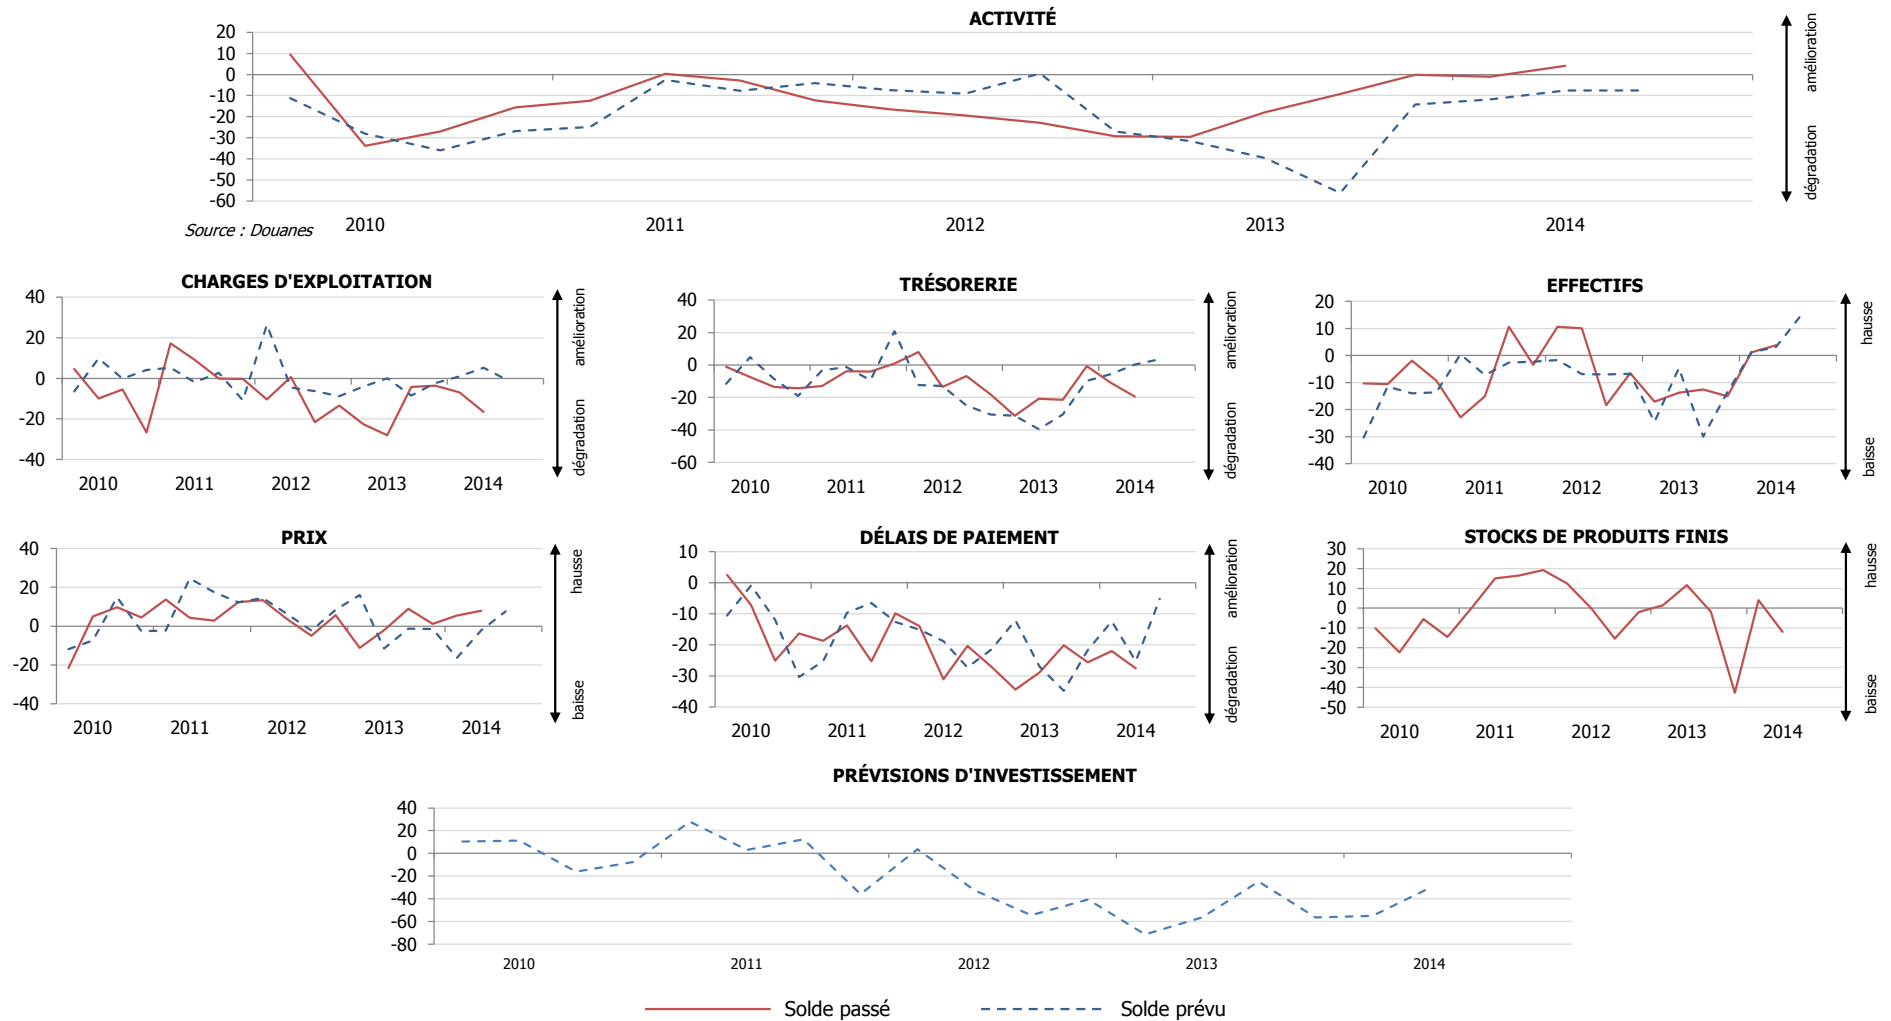 ACTIVITÉ
20
10
0
-10
-20
-30
-40
-50
-60
2010 2011 2012 2013 2014
amélioration
dégradation
Source : Douanes
CHARGES D'EXPLOITATION
40
20
0
-20
-40
2010 2011 2012 2013 2014
amélioration
dégradation
TRÉSORERIE
40
20
0
-20
-40
-60
2010 2011 2012 2013 2014
amélioration
dégradation
EFFECTIFS
20
10
0
-10
-20
-30
-40
2010 2011 2012 2013 2014
hausse
baisse
PRIX
40
20
0
-20
-40
2010 2011 2012 2013 2014
hausse
baisse
DÉLAIS DE PAIEMENT
10
0
-10
-20
-30
-40
2010 2011 2012 2013 2014
amélioration
dégradation
STOCKS DE PRODUITS FINIS
30
20
10
0
-10
-20
-30
-40
-50
2010 2011 2012 2013 2014
hausse
baisse
PRÉVISIONS D'INVESTISSEMENT
40
20
0
-20
-40
-60
-80
2010 2011 2012 2013 2014
Solde passé Solde prévu